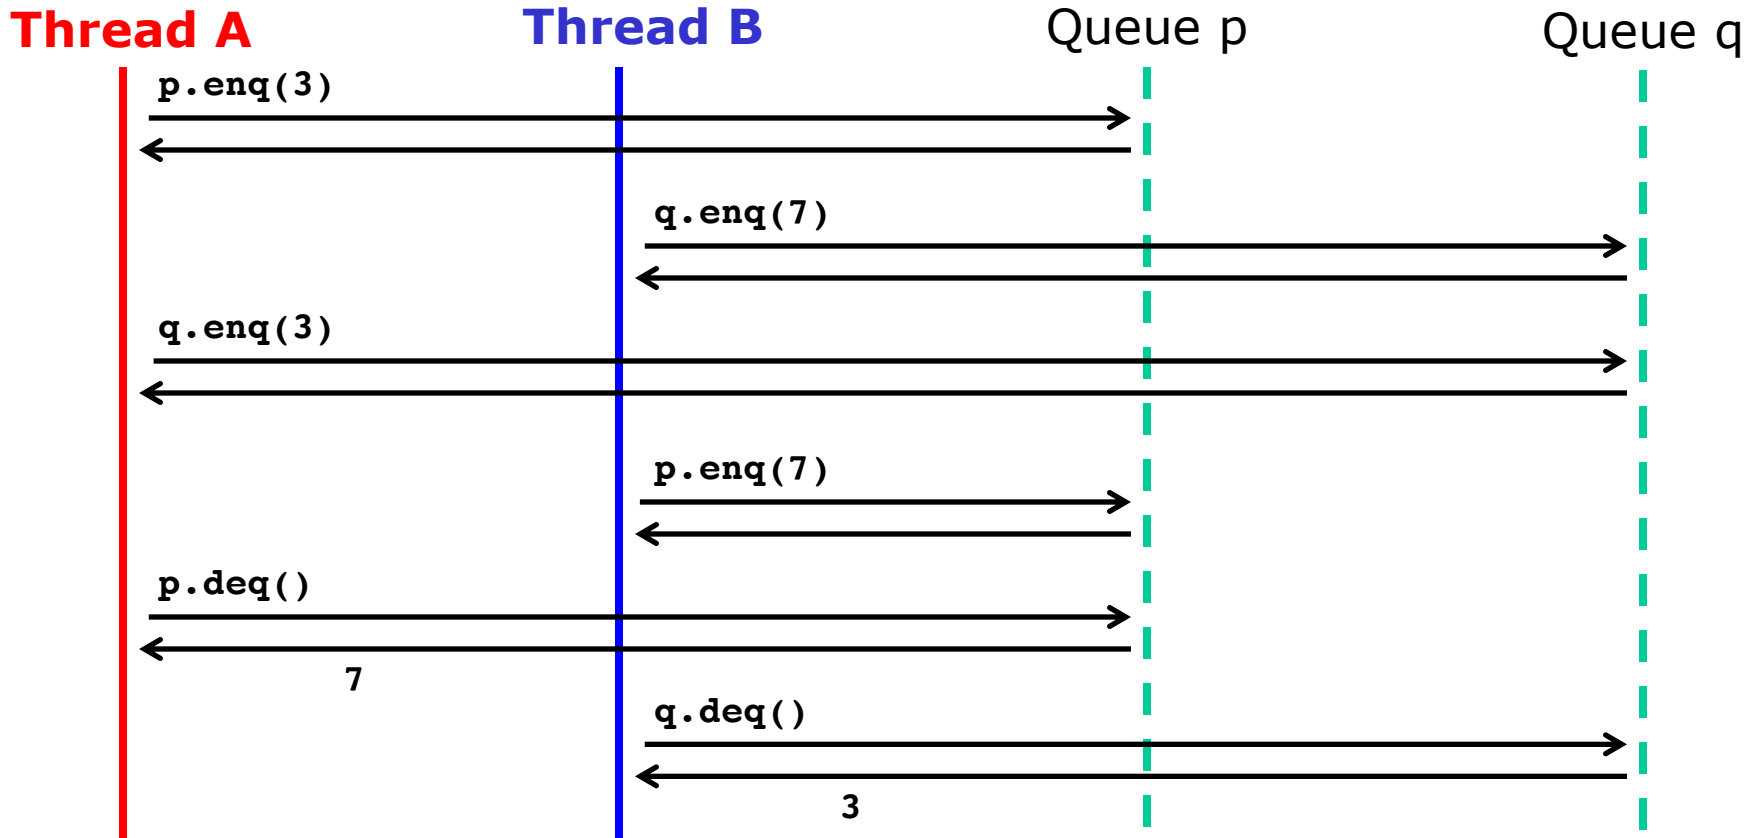 Thread A Thread B Queue p Queue q
p.enq(3)
q.enq(7)
q.enq(3)
p.enq(7)
p.deq()
7
q.deq()
3